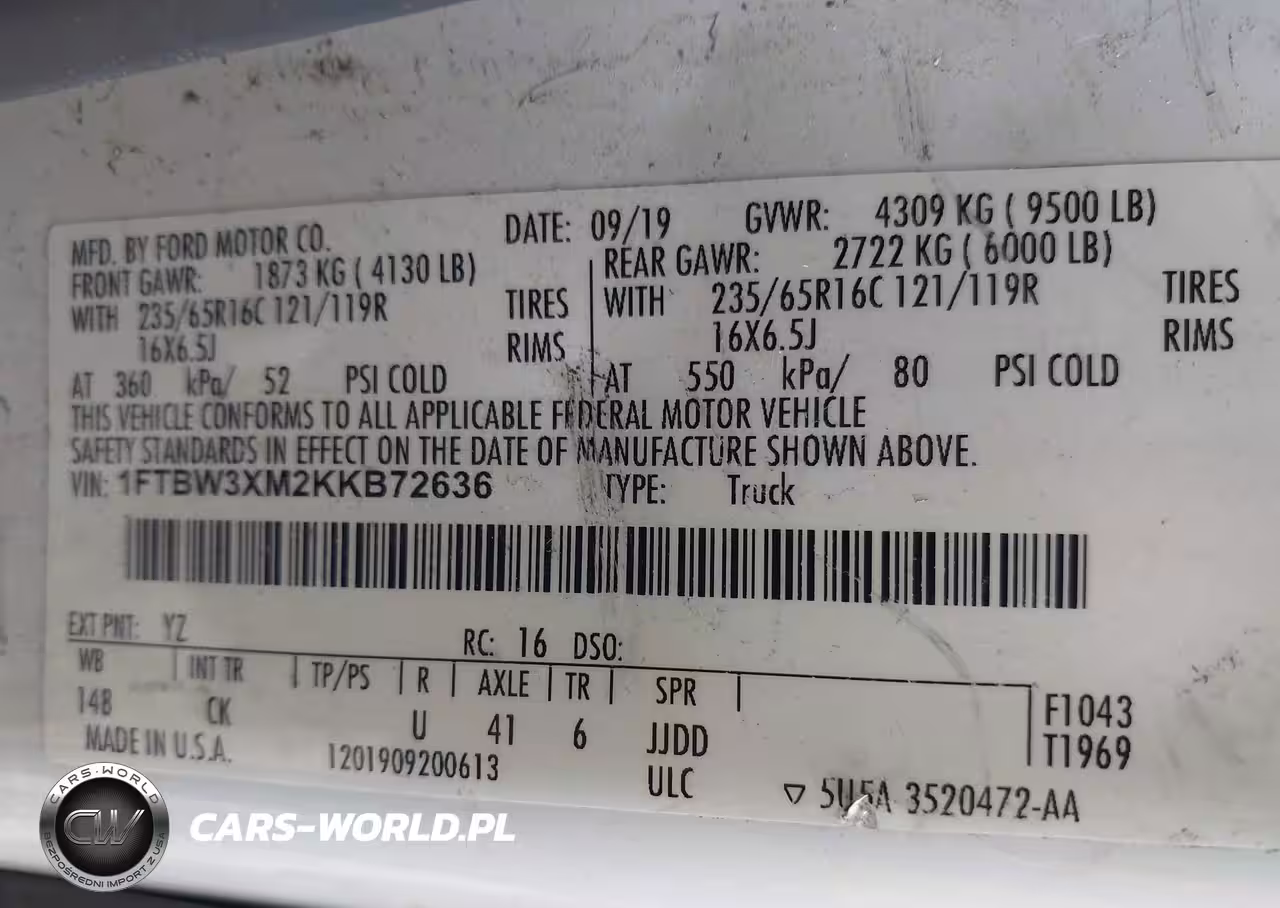 MFD. BY FORD MOTOR CO. DATE: 09/19 GVWR: 4309 KG ( 9500 LB)
FRONT GAWR: 1873 KG ( 4130 LB) REAR GAWR: 2722 KG ( 6000 LB)
WITH 235/65R16C 121/119R TIRES WITH 235/65R16C 121/119R TIRES
16X6.5J RIMS 16X6.5J RIMS
AT 360 kPa/ 52 PSI COLD AT 550 kPa/ 80 PSI COLD
THIS VEHICLE CONFORMS TO ALL APPLICABLE FEDERAL MOTOR VEHICLE
SAFETY STANDARDS IN EFFECT ON THE DATE OF MANUFACTURE SHOWN ABOVE.
VIN: 1FTBW3XM2KKB72636 TYPE: Truck
EXT PNT: YZ RC: 16 DSO:
WB INT TR TP/PS R AXLE TR SPR
148 CK U 41 6 JJDD F1043
MADE IN U.S.A. 1201909200613 ULC T1969
5U5A 3520472-AA
CARS-WORLD
CW
BEZPOŚREDNI IMPORT Z USA
CARS-WORLD.PL